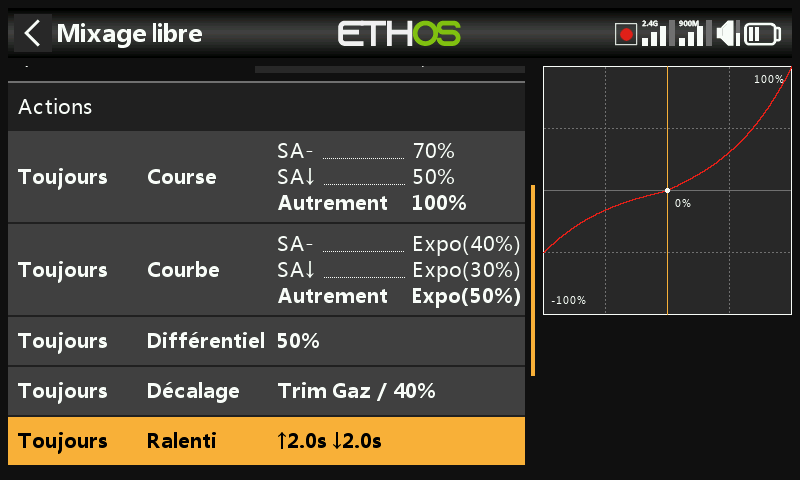 Mixage libre
ETHOS
2.4G
900M
Actions
Toujours Course
SA- 70%
SA↓ 50%
Autrement 100%
Toujours Courbe
SA- Expo(40%)
SA↓ Expo(30%)
Autrement Expo(50%)
Toujours Différentiel 50%
Toujours Décalage Trim Gaz / 40%
Toujours Ralenti ↑2.0s ↓2.0s
100%
0%
-100%